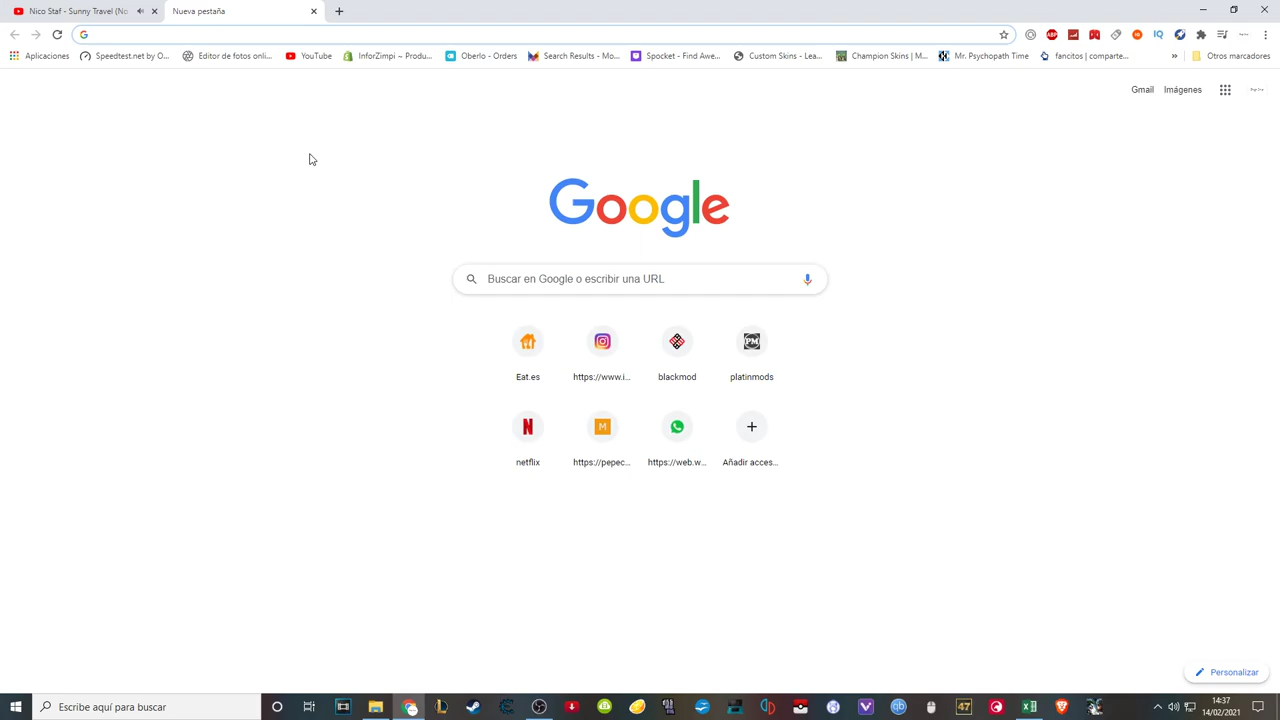 Nico Staf - Sunny Travel (No
Nueva pestaña
Aplicaciones
Speedtest.net by O...
Editor de fotos onli...
YouTube
InforZimpi ~ Produ...
Oberlo - Orders
Search Results - Mo...
Spocket - Find Awe...
Custom Skins - Lea...
Champion Skins | M...
Mr. Psychopath Time
fancitos | comparte...
»
Otros marcadores
Gmail
Imágenes
Google
Buscar en Google o escribir una URL
Eat.es
https://www.i...
blackmod
platinmods
netflix
https://pepec...
https://web.w...
Añadir acces...
Personalizar
Escribe aquí para buscar
14:37
14/02/2021